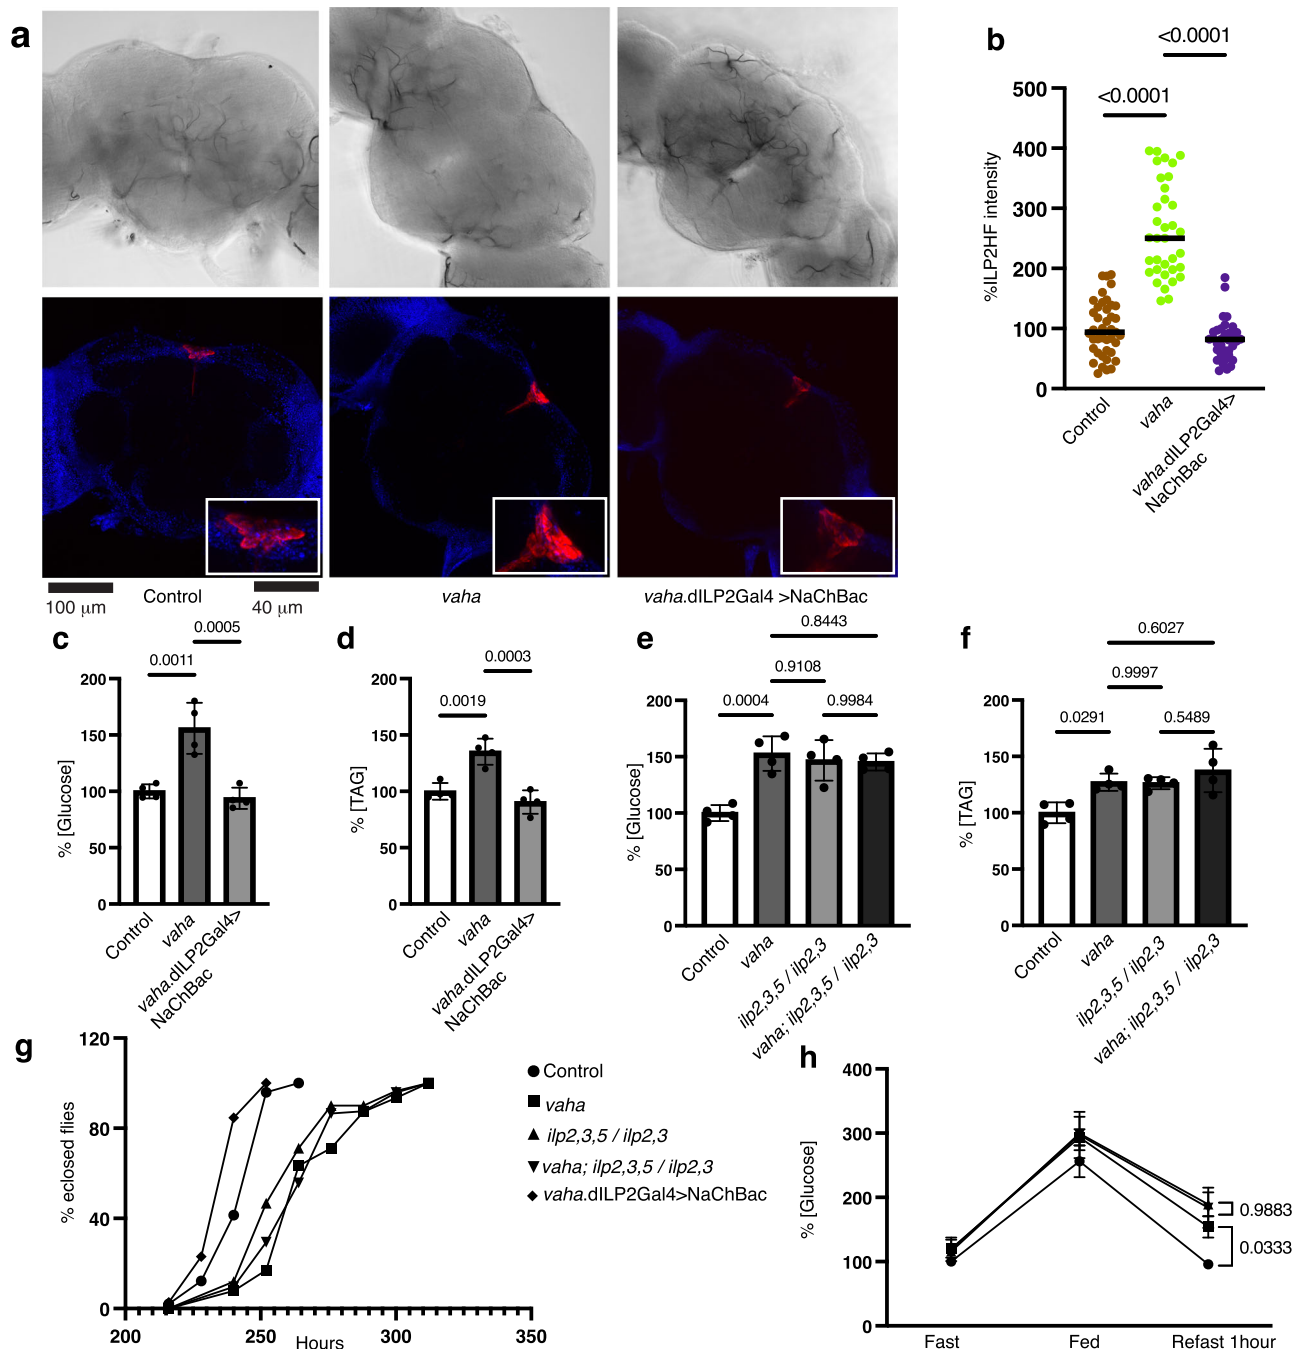 a
100 μm
Control
40 μm
vaha
vaha.dILP2Gal4 >NaChBac
b
<0.0001
<0.0001
%ILP2HF intensity
500
400
300
200
100
0
Control
vaha
vaha.dILP2Gal4>
NaChBac
c
0.0005
0.0011
% [Glucose]
200
150
100
50
0
Control
vaha
vaha.dILP2Gal4>
NaChBac
d
0.0003
0.0019
% [TAG]
200
150
100
50
0
Control
vaha
vaha.dILP2Gal4>
NaChBac
e
0.8443
0.9108
0.0004
0.9984
% [Glucose]
200
150
100
50
0
Control
vaha
ilp2,3,5 / ilp2,3
vaha; ilp2,3,5 / ilp2,3
f
0.6027
0.9997
0.0291
0.5489
% [TAG]
200
150
100
50
0
Control
vaha
ilp2,3,5 / ilp2,3
vaha; ilp2,3,5 / ilp2,3
g
% eclosed flies
120
80
40
0
200
250
300
350
Hours
Control
vaha
ilp2,3,5 / ilp2,3
vaha; ilp2,3,5 / ilp2,3
vaha.dILP2Gal4>NaChBac
h
% [Glucose]
400
300
200
100
0
0.9883
0.0333
Fast
Fed
Refast 1hour